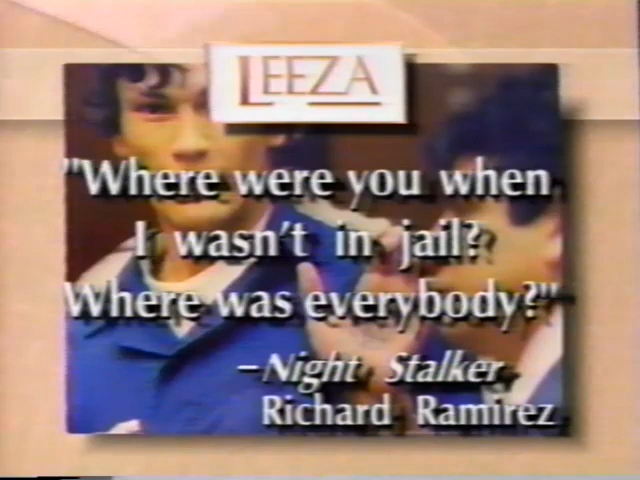 LEEZA
"Where were you when
I wasn't in jail?
Where was everybody?"
–Night Stalker,
Richard Ramirez